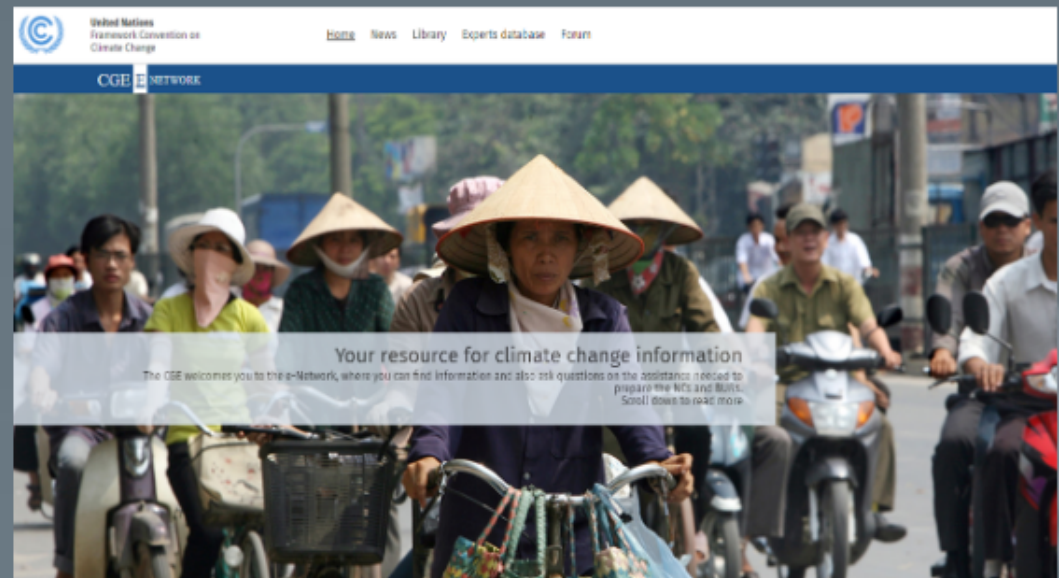 United Nations
Framework Convention on
Climate Change
Home News Library Experts database Forum
CGE E NETWORK
Your resource for climate change information
The CGE welcomes you to the e-Network, where you can find information and also ask questions on the assistance needed to
prepare the NCs and BURs.
Scroll down to read more